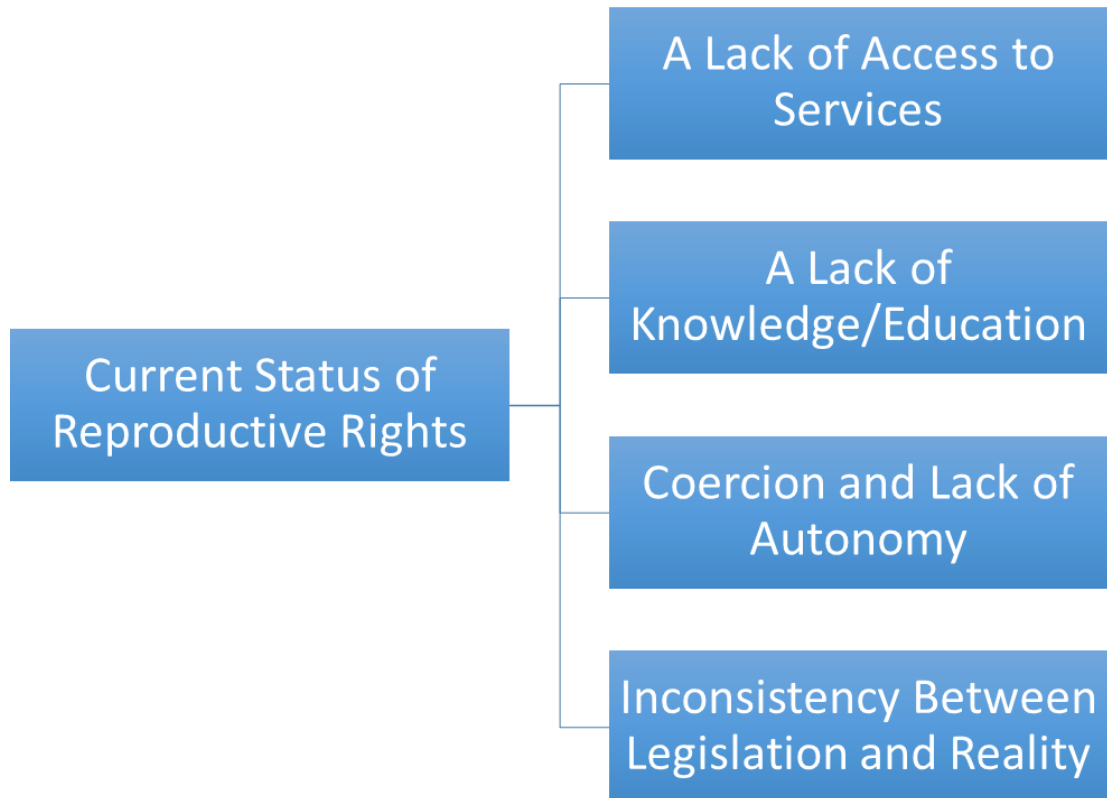 A Lack of Access to
Services
A Lack of
Knowledge/Education
Current Status of
Reproductive Rights
Coercion and Lack of
Autonomy
Inconsistency Between
Legislation and Reality